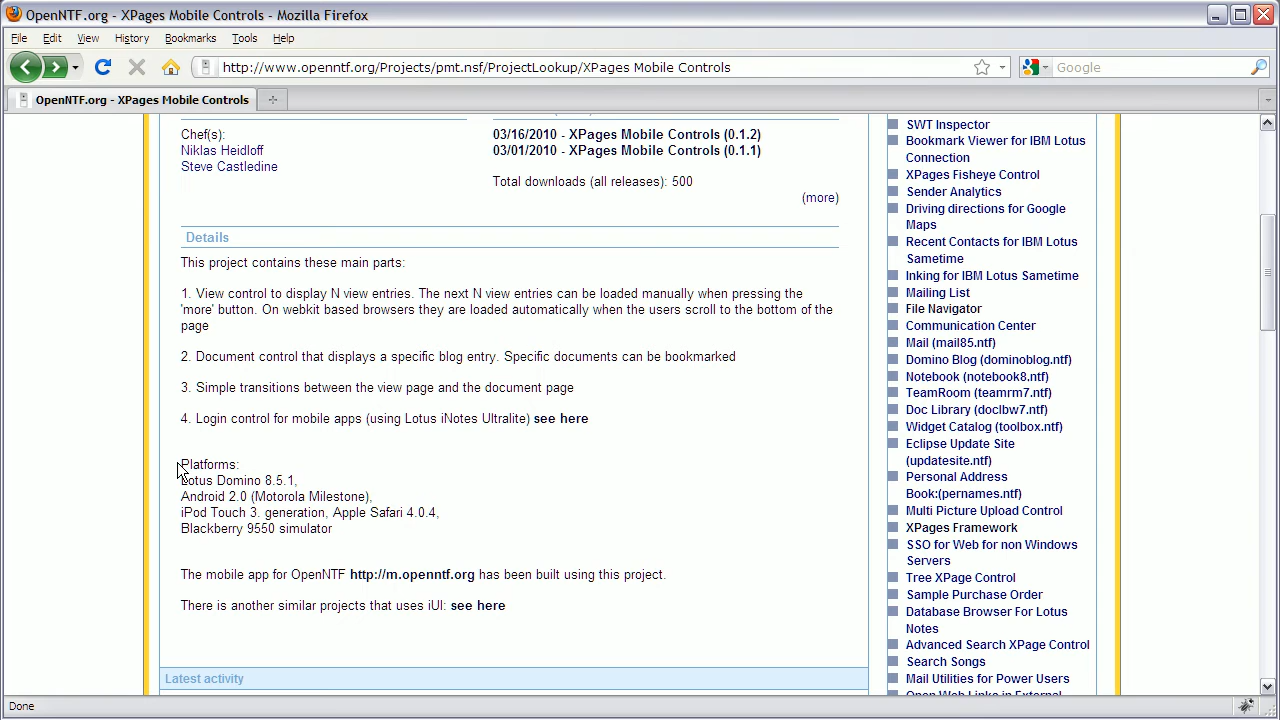 OpenNTF.org - XPages Mobile Controls - Mozilla Firefox
File Edit View History Bookmarks Tools Help
http://www.openntf.org/Projects/pmt.nsf/ProjectLookup/XPages Mobile Controls
Google
OpenNTF.org - XPages Mobile Controls
Chef(s):
Niklas Heidloff
Steve Castledine
03/16/2010 - XPages Mobile Controls (0.1.2)
03/01/2010 - XPages Mobile Controls (0.1.1)
Total downloads (all releases): 500
(more)
Details
This project contains these main parts:
1. View control to display N view entries. The next N view entries can be loaded manually when pressing the
'more' button. On webkit based browsers they are loaded automatically when the users scroll to the bottom of the
page
2. Document control that displays a specific blog entry. Specific documents can be bookmarked
3. Simple transitions between the view page and the document page
4. Login control for mobile apps (using Lotus iNotes Ultralite) see here
Platforms:
Lotus Domino 8.5.1,
Android 2.0 (Motorola Milestone),
iPod Touch 3. generation, Apple Safari 4.0.4,
Blackberry 9550 simulator
The mobile app for OpenNTF http://m.openntf.org has been built using this project.
There is another similar projects that uses iUI: see here
Latest activity
SWT Inspector
Bookmark Viewer for IBM Lotus
Connection
XPages Fisheye Control
Sender Analytics
Driving directions for Google
Maps
Recent Contacts for IBM Lotus
Sametime
Inking for IBM Lotus Sametime
Mailing List
File Navigator
Communication Center
Mail (mail85.ntf)
Domino Blog (dominoblog.ntf)
Notebook (notebook8.ntf)
TeamRoom (teamrm7.ntf)
Doc Library (doclbw7.ntf)
Widget Catalog (toolbox.ntf)
Eclipse Update Site
(updatesite.ntf)
Personal Address
Book:(pernames.ntf)
Multi Picture Upload Control
XPages Framework
SSO for Web for non Windows
Servers
Tree XPage Control
Sample Purchase Order
Database Browser For Lotus
Notes
Advanced Search XPage Control
Search Songs
Mail Utilities for Power Users
Open Web Links in External
Done